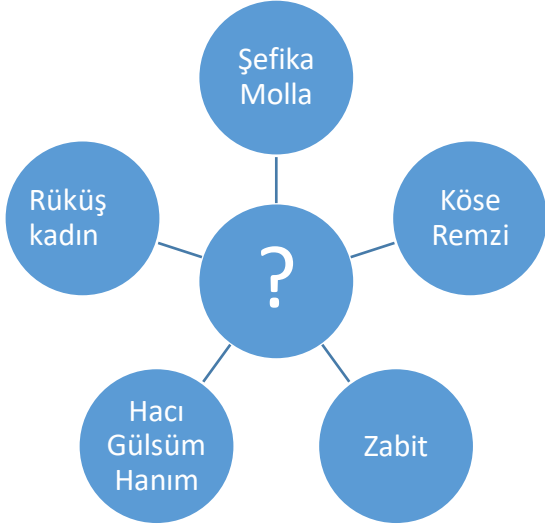 Şefika
Molla
Rüküş
kadın
Köse
Remzi
?
Hacı
Gülsüm
Hanım
Zabit